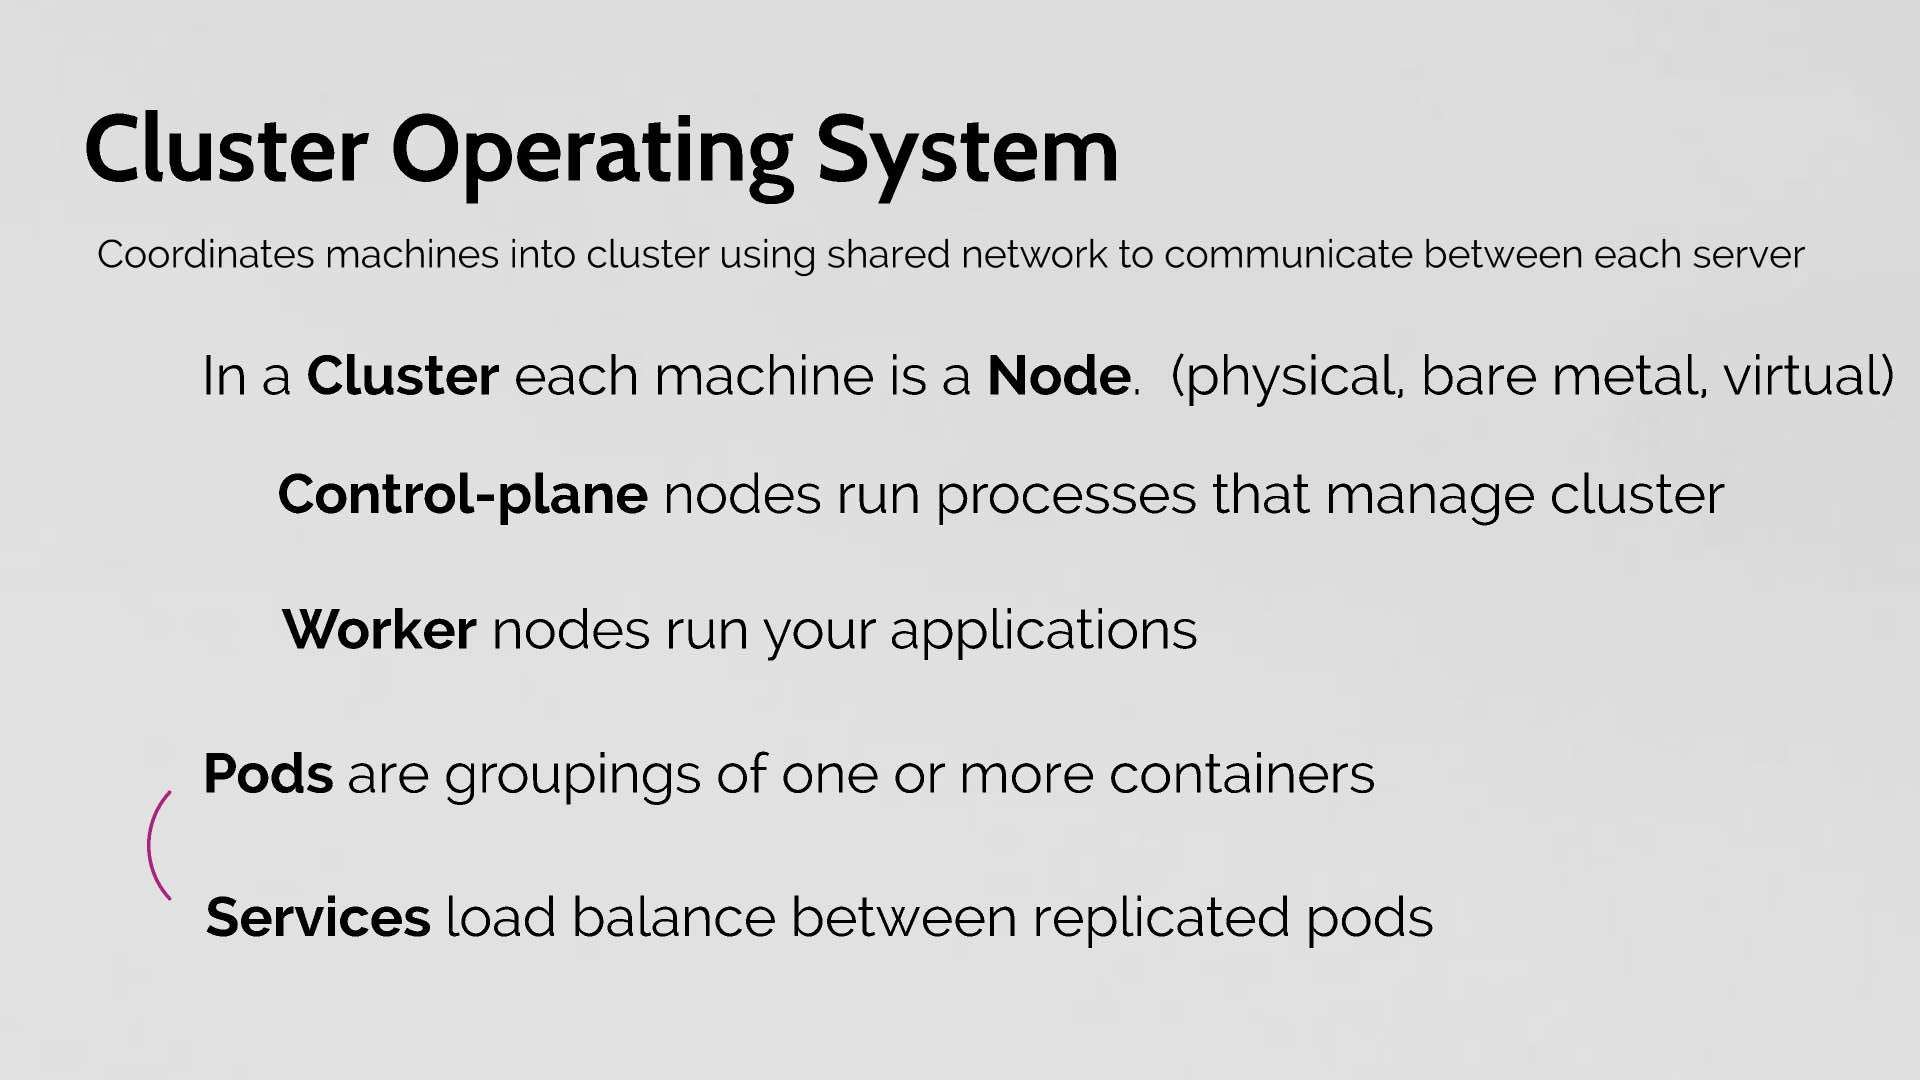 Cluster Operating System
Coordinates machines into cluster using shared network to communicate between each server
In a Cluster each machine is a Node.  (physical, bare metal, virtual)
Control-plane nodes run processes that manage cluster
Worker nodes run your applications
Pods are groupings of one or more containers
Services load balance between replicated pods